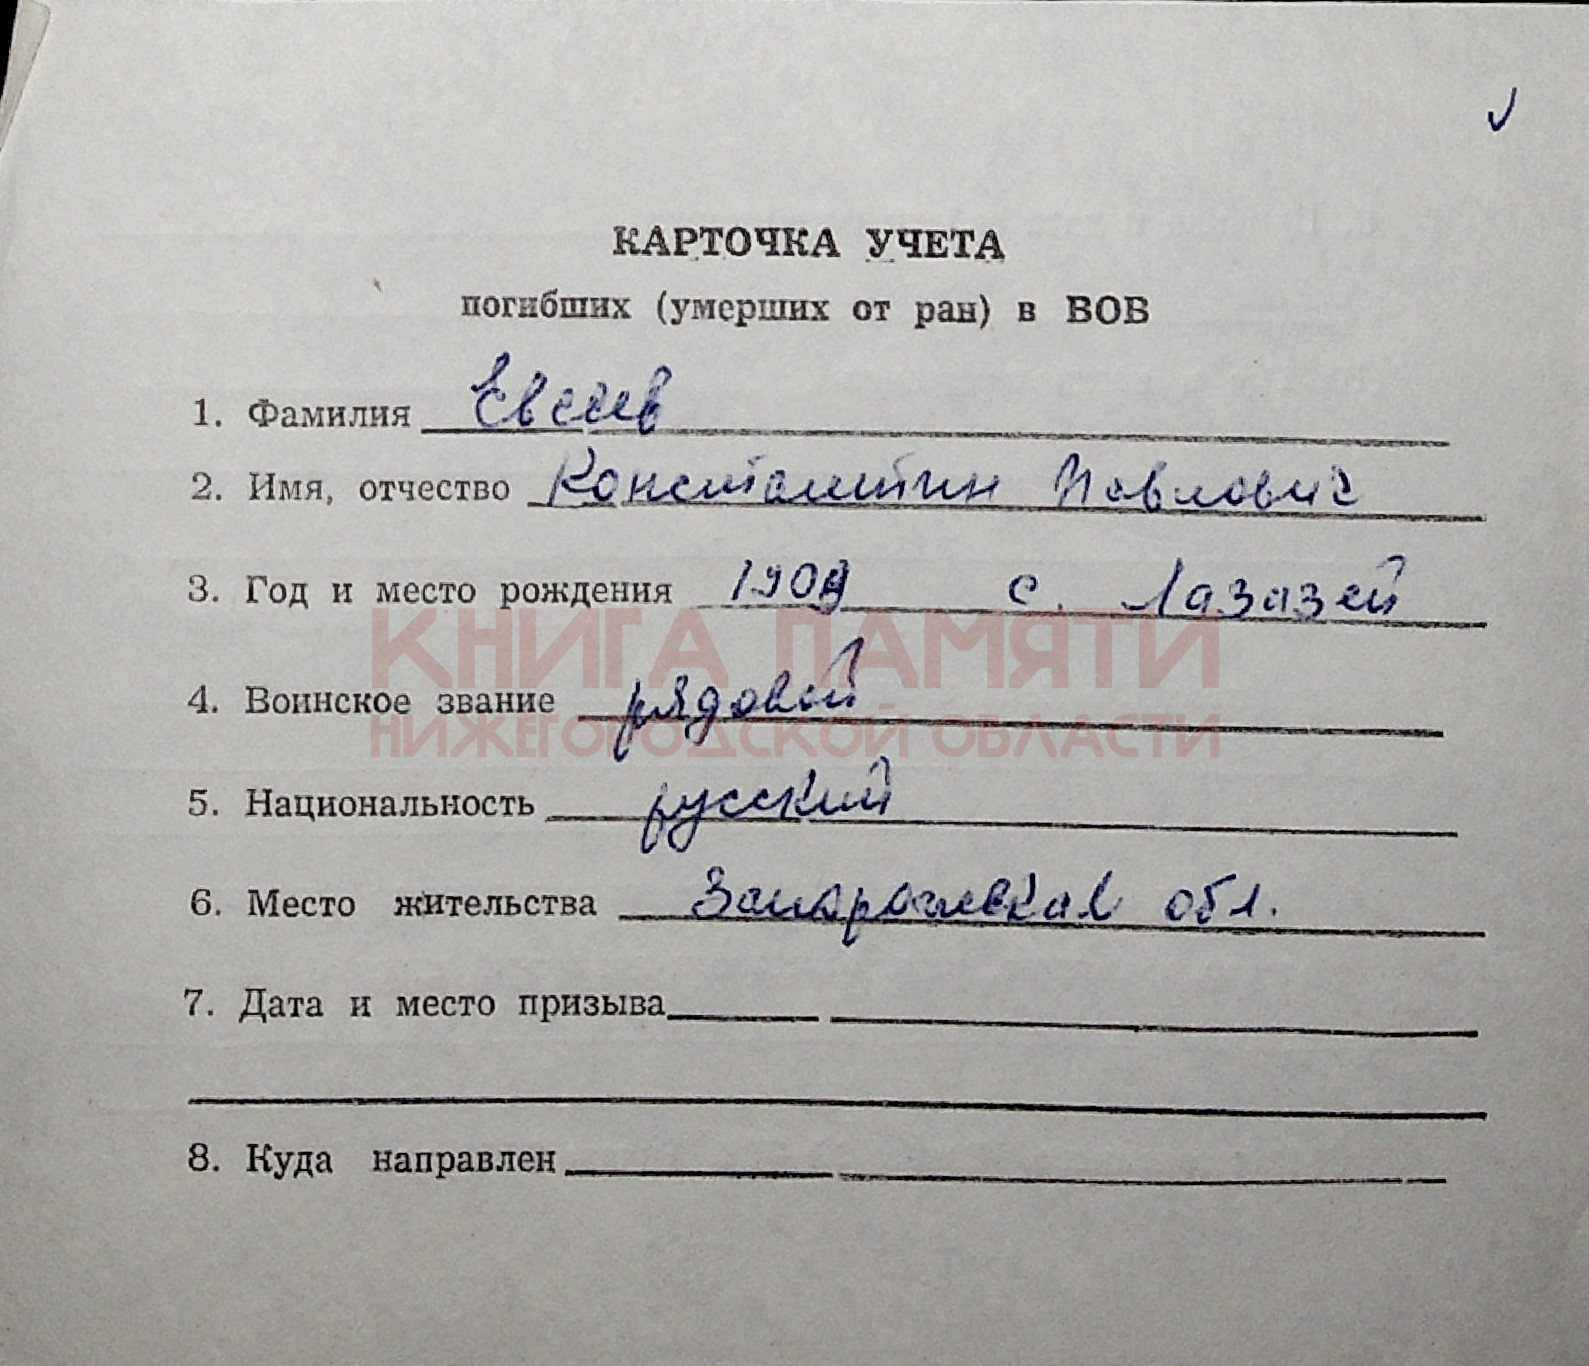 КАРТОЧКА УЧЕТА
погибших (умерших от ран) в ВОВ
1. Фамилия Евсеев
2. Имя, отчество Константин Павлович
3. Год и место рождения 1909 с. Лазазей
КНИГА ПАМЯТИ
4. Воинское звание рядовой
НИЖЕГОРОДСКОЙ ОБЛАСТИ
5. Национальность русский
6. Место жительства обл.
7. Дата и место призыва
8. Куда направлен